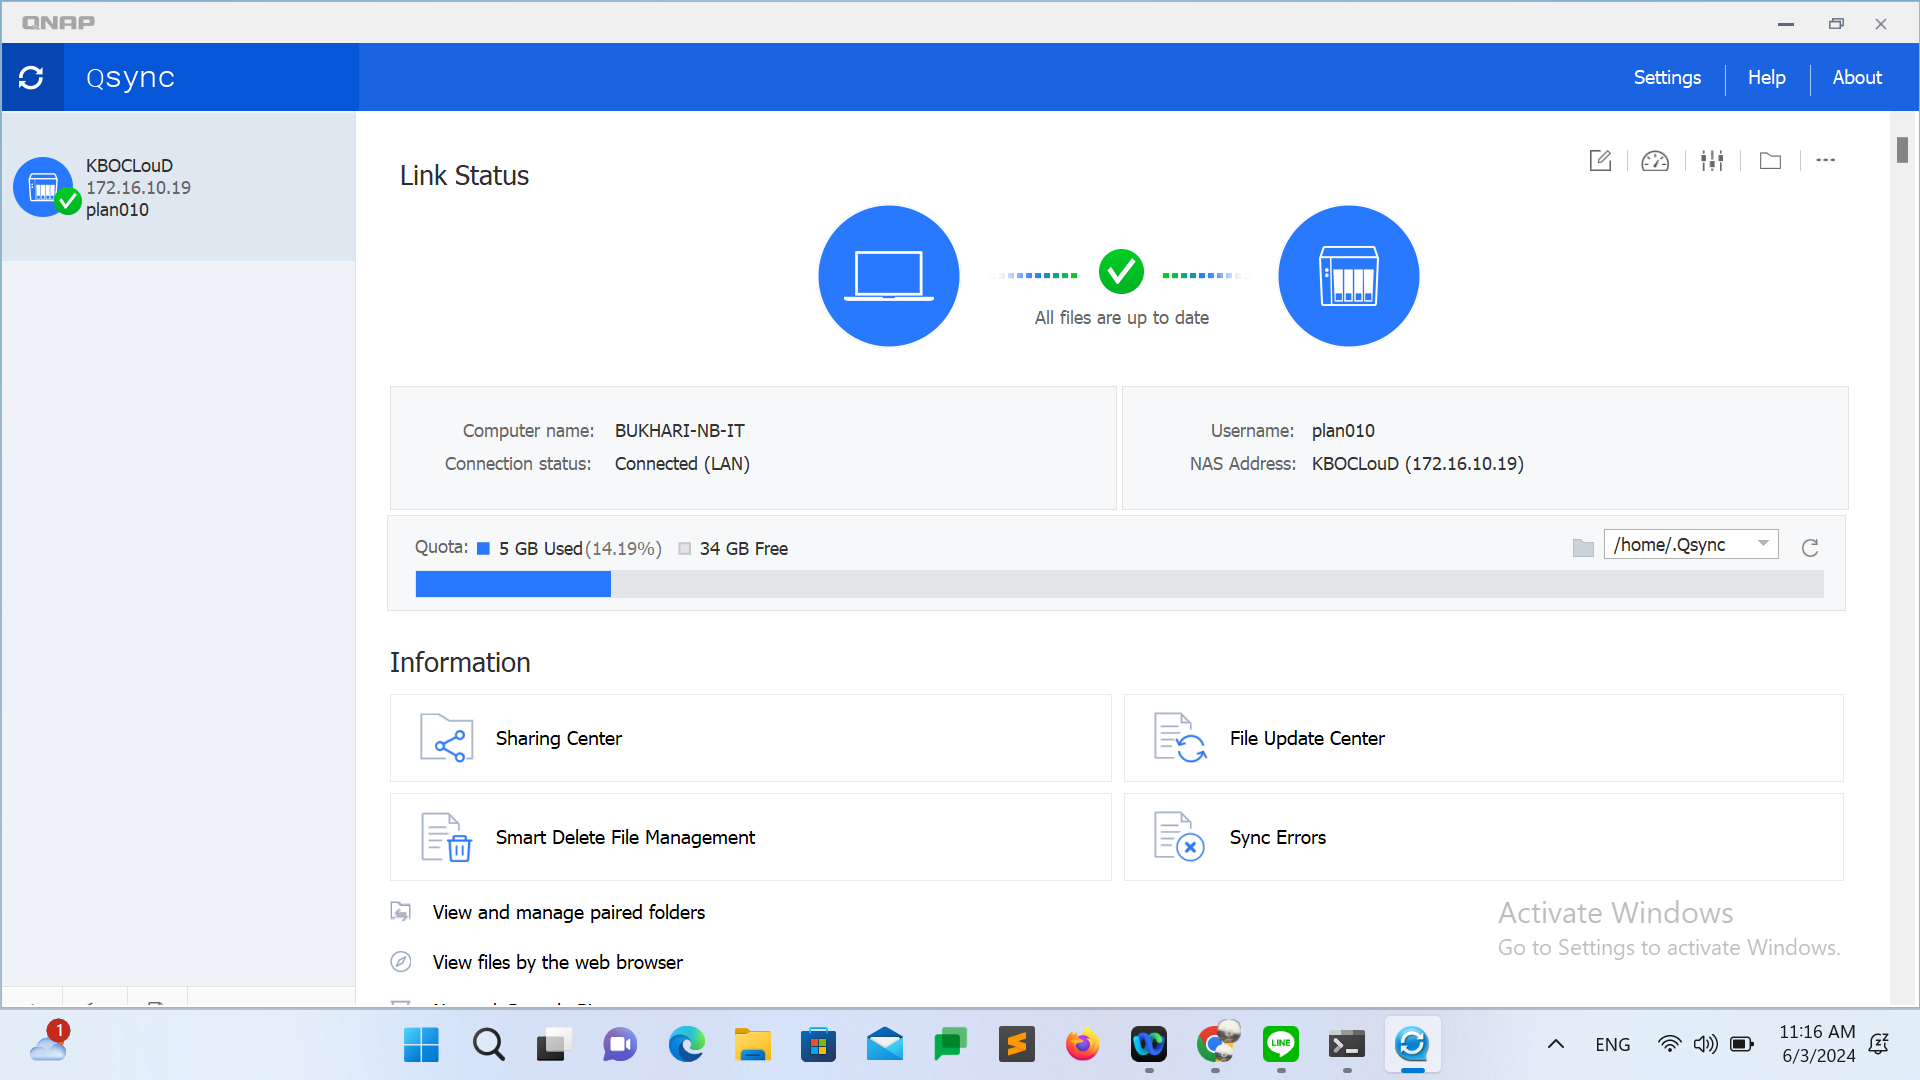 QNAP
Qsync
Settings
Help
About
KBOCLouD
172.16.10.19
plan010
Link Status
All files are up to date
Computer name: BUKHARI-NB-IT
Connection status: Connected (LAN)
Username: plan010
NAS Address: KBOCLouD (172.16.10.19)
Quota: 5 GB Used(14.19%) 34 GB Free
/home/.Qsync
Information
Sharing Center
File Update Center
Smart Delete File Management
Sync Errors
View and manage paired folders
View files by the web browser
Activate Windows
Go to Settings to activate Windows.
1
LINE
ENG
11:16 AM
6/3/2024